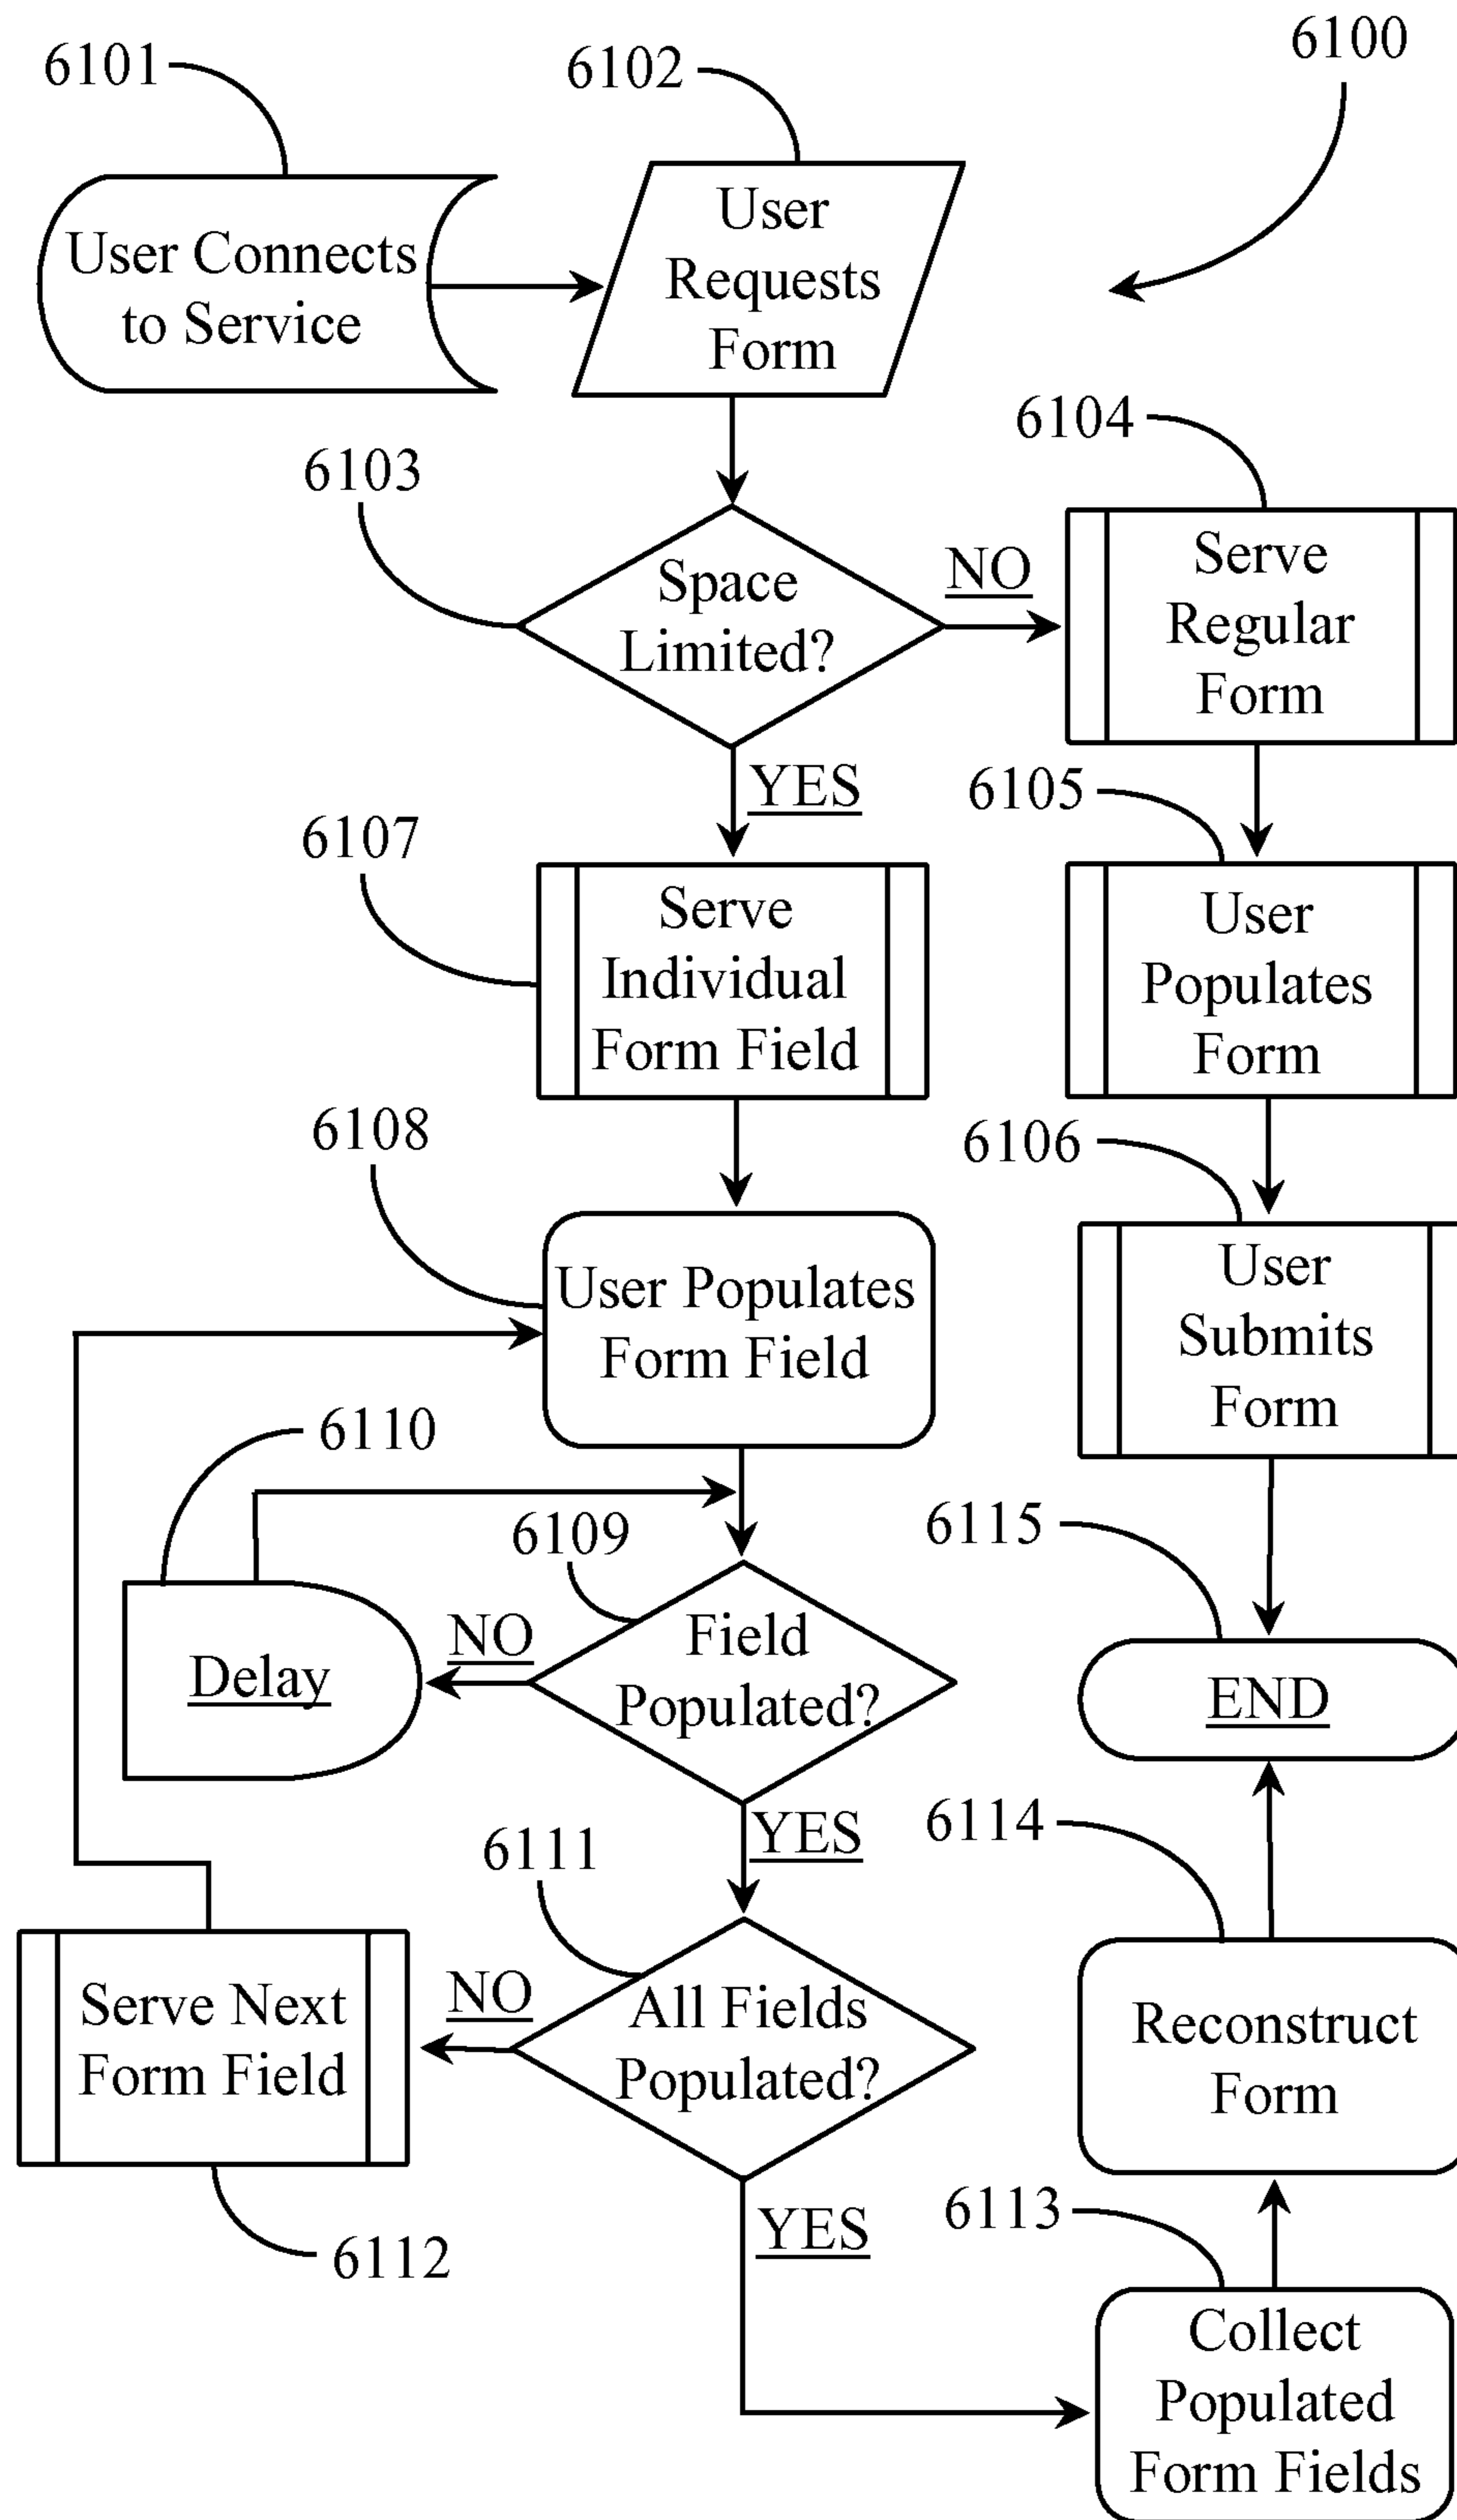 6101
6102
6100
User Connects
to Service
User
Requests
Form
6103
6104
Space
Limited?
NO
Serve
Regular
Form
YES
6105
6107
Serve
Individual
Form Field
User
Populates
Form
6108
6106
User Populates
Form Field
User
Submits
Form
6110
6109
6115
Delay
NO
Field
Populated?
END
YES
6111
6114
Serve Next
Form Field
NO
All Fields
Populated?
Reconstruct
Form
6112
YES
6113
Collect
Populated
Form Fields